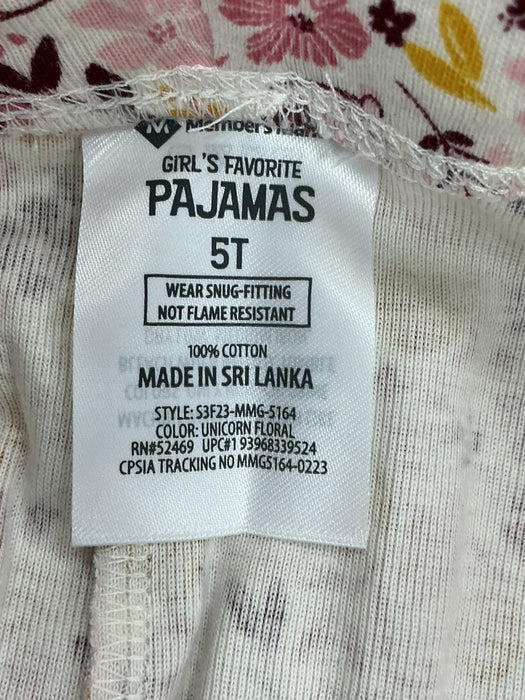 Member's Mark
GIRL'S FAVORITE
PAJAMAS
5T
WEAR SNUG-FITTING
NOT FLAME RESISTANT
100% COTTON
MADE IN SRI LANKA
STYLE: S3F23-MMG-5164
COLOR: UNICORN FLORAL
RN#52469 UPC#193968339524
CPSIA TRACKING NO MMG5164-0223